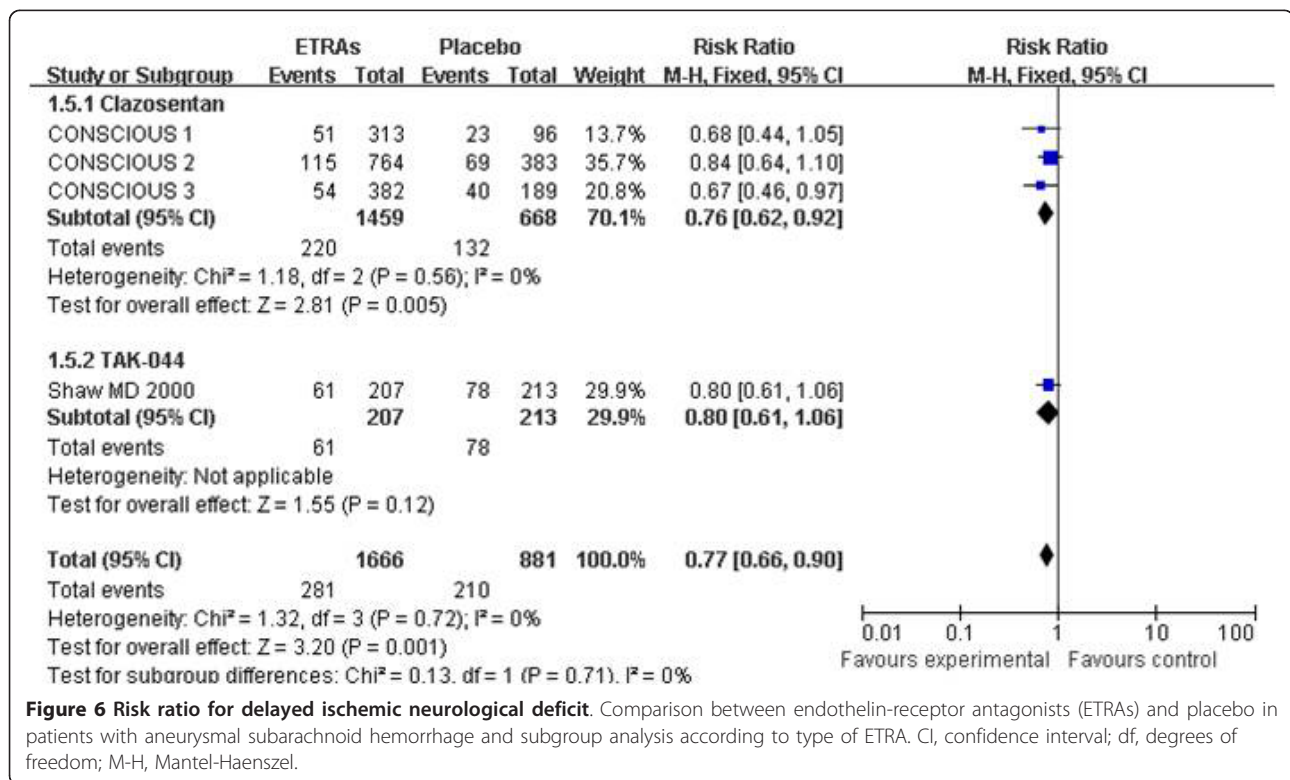 ETRAs Placebo Risk Ratio Risk Ratio
Study or Subgroup Events Total Events Total Weight M-H, Fixed, 95% CI M-H, Fixed, 95% CI
1.5.1 Clazosentan
CONSCIOUS 1 51 313 23 96 13.7% 0.68 [0.44, 1.05]
CONSCIOUS 2 115 764 69 383 35.7% 0.84 [0.64, 1.10]
CONSCIOUS 3 54 382 40 189 20.8% 0.67 [0.46, 0.97]
Subtotal (95% CI) 1459 668 70.1% 0.76 [0.62, 0.92]
Total events 220 132
Heterogeneity: Chi² = 1.18, df = 2 (P = 0.56); I² = 0%
Test for overall effect: Z = 2.81 (P = 0.005)
1.5.2 TAK-044
Shaw MD 2000 61 207 78 213 29.9% 0.80 [0.61, 1.06]
Subtotal (95% CI) 207 213 29.9% 0.80 [0.61, 1.06]
Total events 61 78
Heterogeneity: Not applicable
Test for overall effect: Z = 1.55 (P = 0.12)
Total (95% CI) 1666 881 100.0% 0.77 [0.66, 0.90]
Total events 281 210
Heterogeneity: Chi² = 1.32, df = 3 (P = 0.72); I² = 0%
Test for overall effect: Z = 3.20 (P = 0.001)
Test for subgroup differences: Chi² = 0.13, df = 1 (P = 0.71), I² = 0%
0.01 0.1 1 10 100
Favours experimental Favours control
Figure 6 Risk ratio for delayed ischemic neurological deficit. Comparison between endothelin-receptor antagonists (ETRAs) and placebo in
patients with aneurysmal subarachnoid hemorrhage and subgroup analysis according to type of ETRA. CI, confidence interval; df, degrees of
freedom; M-H, Mantel-Haenszel.